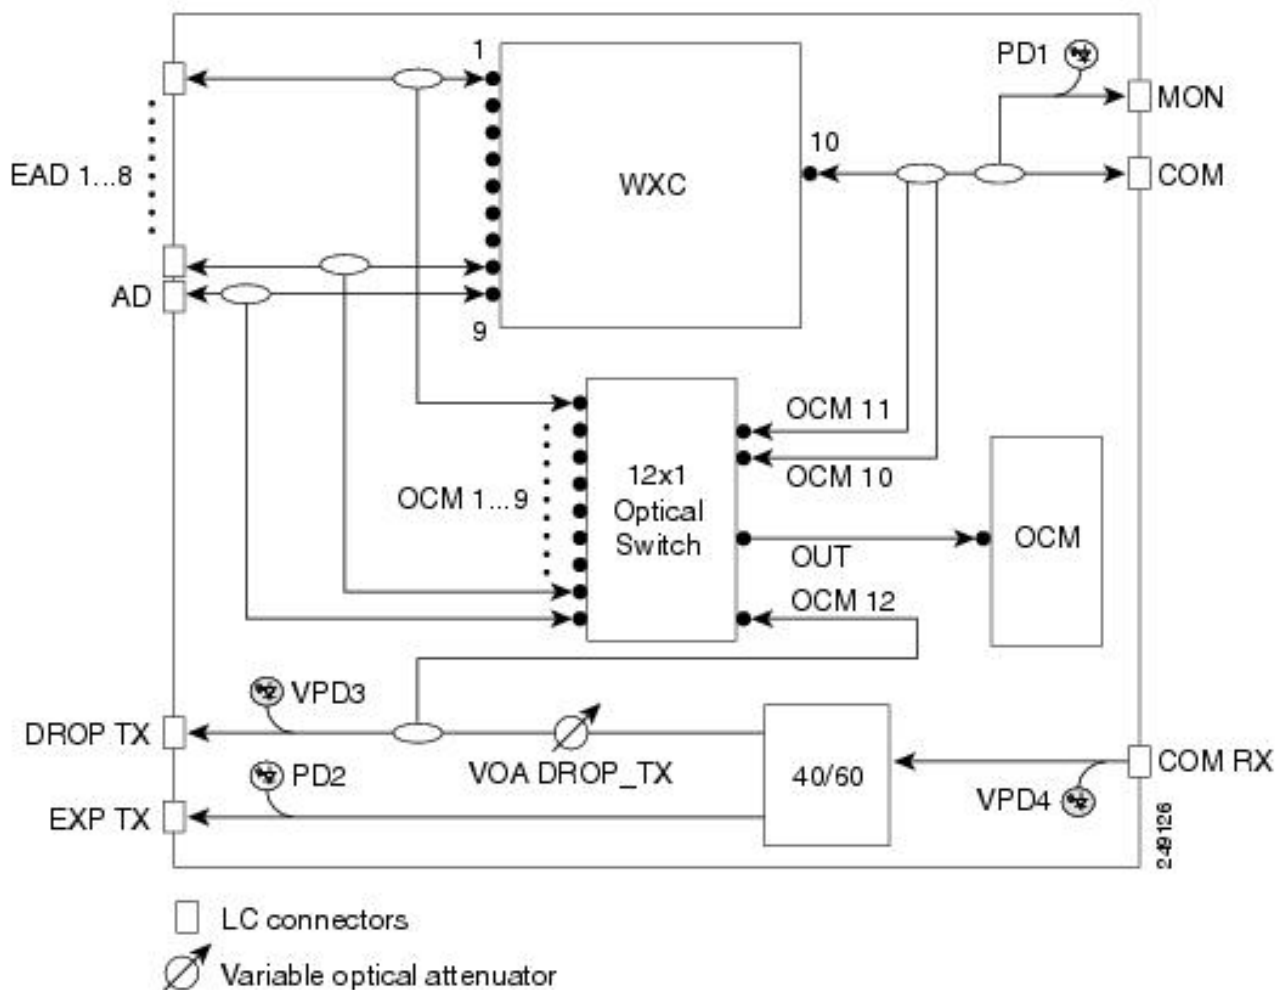 1
PD1
MON
EAD 1...8
WXC
10
COM
AD
9
OCM 11
OCM 10
OCM 1...9
12x1
Optical
Switch
OCM
OUT
OCM 12
VPD3
DROP TX
VOA DROP_TX
40/60
COM RX
PD2
VPD4
EXP TX
249126
LC connectors
Variable optical attenuator